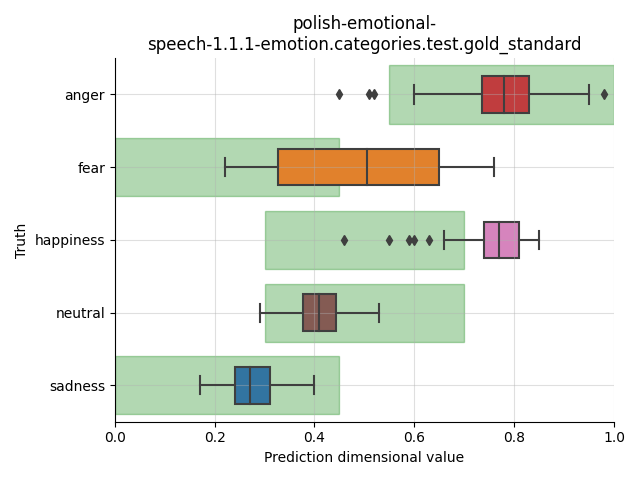 polish-emotional-
speech-1.1.1-emotion.categories.test.gold_standard
anger
fear
happiness
neutral
sadness
Truth
0.0 0.2 0.4 0.6 0.8 1.0
Prediction dimensional value